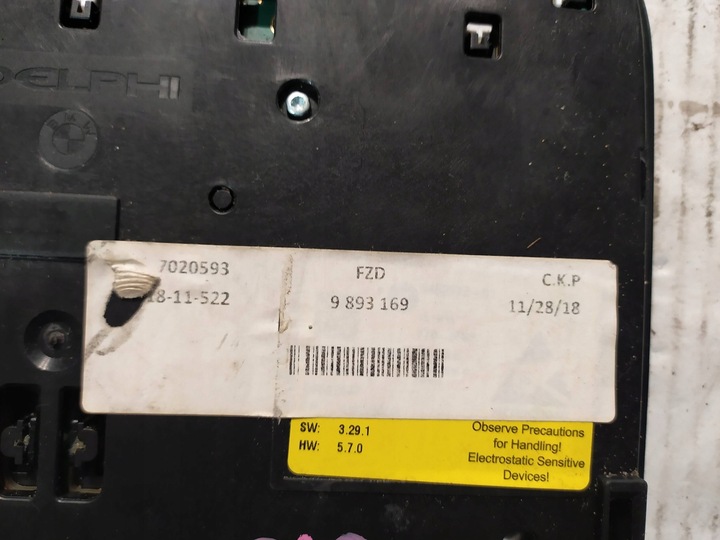 DELPHI
BMW
7020593 FZD C.K.P
18-11-522 9 893 169 11/28/18
SW: 3.29.1
HW: 5.7.0
Observe Precautions
for Handling!
Electrostatic Sensitive
Devices!